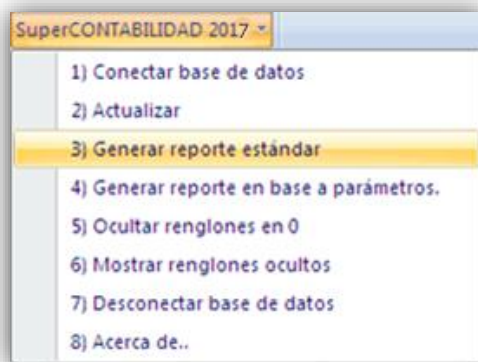 SuperCONTABILIDAD 2017
1) Conectar base de datos
2) Actualizar
3) Generar reporte estándar
4) Generar reporte en base a parámetros.
5) Ocultar renglones en 0
6) Mostrar renglones ocultos
7) Desconectar base de datos
8) Acerca de..